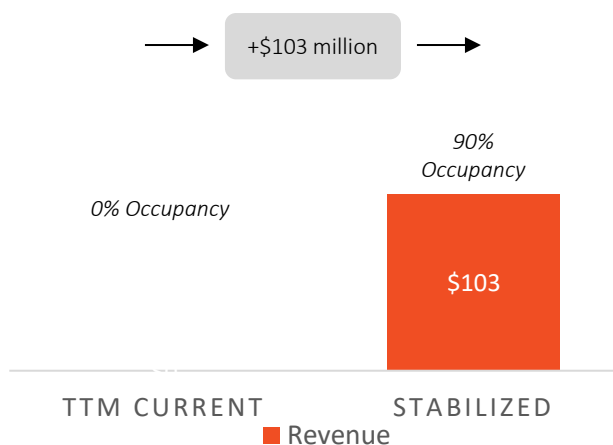 +$103 million
90%
Occupancy
0% Occupancy
$103
TTM CURRENT
STABILIZED
Revenue